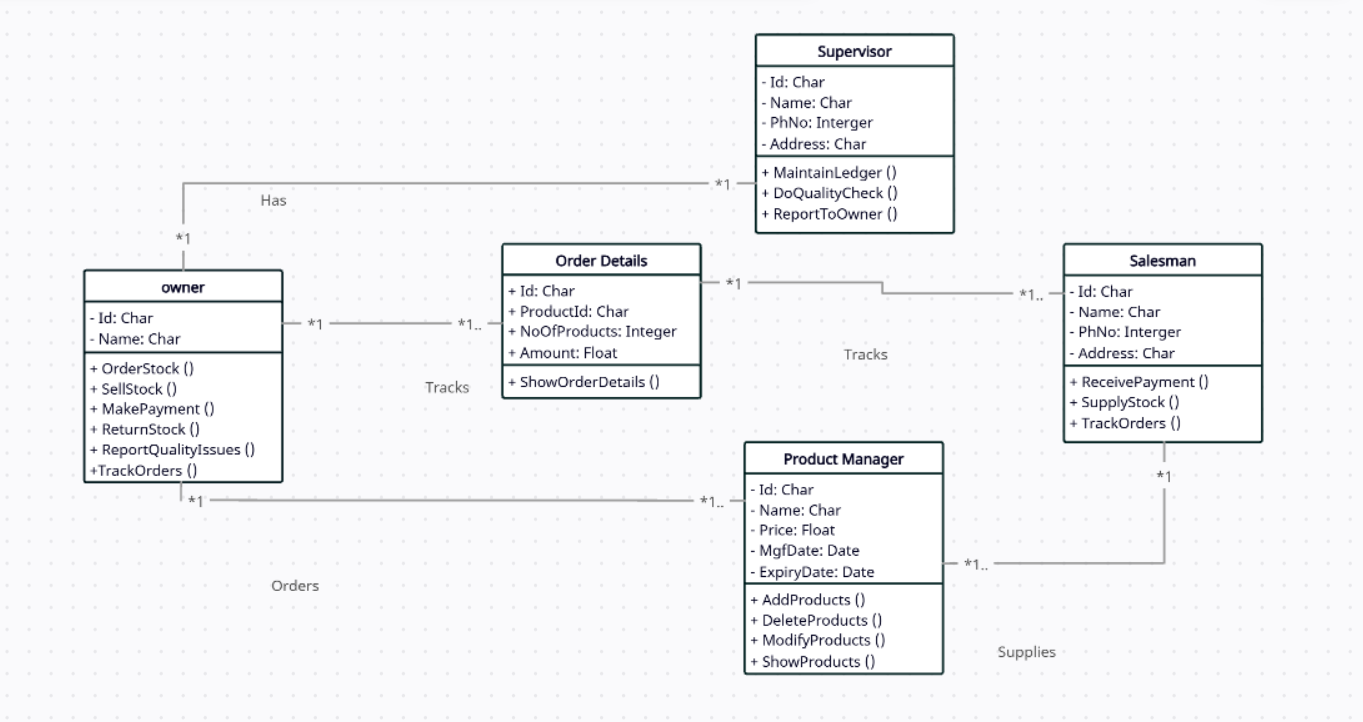 Supervisor
- Id: Char
- Name: Char
- PhNo: Interger
- Address: Char
+ MaintainLedger ()
+ DoQualityCheck ()
+ ReportToOwner ()
*1
Has
*1
owner
- Id: Char
- Name: Char
+ OrderStock ()
+ SellStock ()
+ MakePayment ()
+ ReturnStock ()
+ ReportQualityIssues ()
+TrackOrders ()
*1
*1..
Tracks
Order Details
+ Id: Char
+ ProductId: Char
+ NoOfProducts: Integer
+ Amount: Float
+ ShowOrderDetails ()
*1
*1..
Tracks
Salesman
- Id: Char
- Name: Char
- PhNo: Interger
- Address: Char
+ ReceivePayment ()
+ SupplyStock ()
+ TrackOrders ()
*1
*1
*1..
Orders
Product Manager
- Id: Char
- Name: Char
- Price: Float
- MgfDate: Date
- ExpiryDate: Date
+ AddProducts ()
+ DeleteProducts ()
+ ModifyProducts ()
+ ShowProducts ()
*1..
Supplies